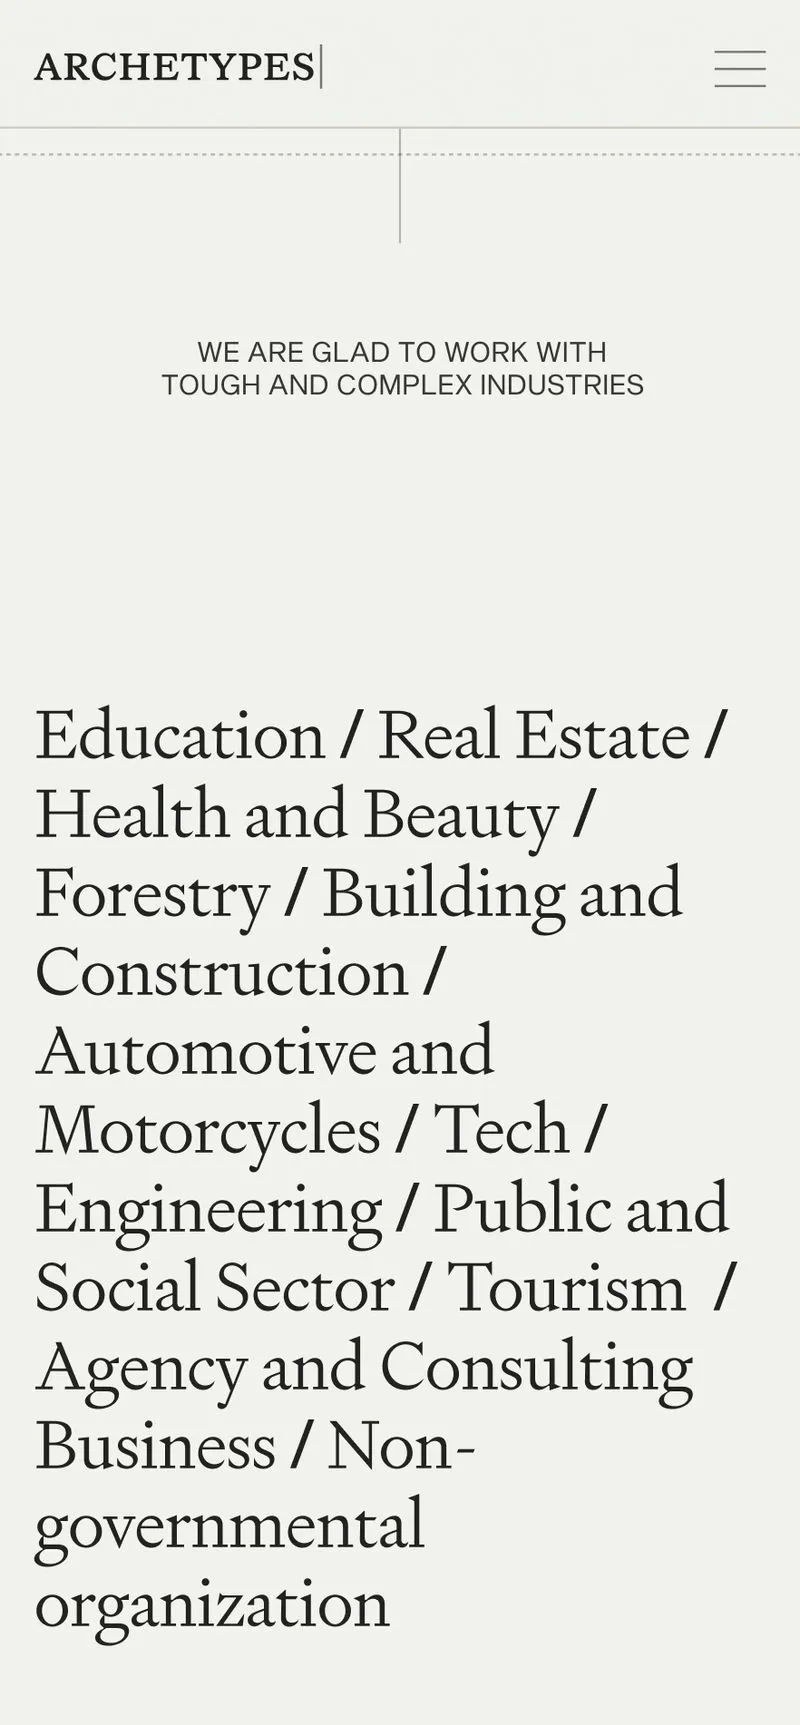 ARCHETYPES
WE ARE GLAD TO WORK WITH
TOUGH AND COMPLEX INDUSTRIES
Education / Real Estate /
Health and Beauty /
Forestry / Building and
Construction /
Automotive and
Motorcycles / Tech /
Engineering / Public and
Social Sector / Tourism  /
Agency and Consulting
Business / Non-
governmental
organization